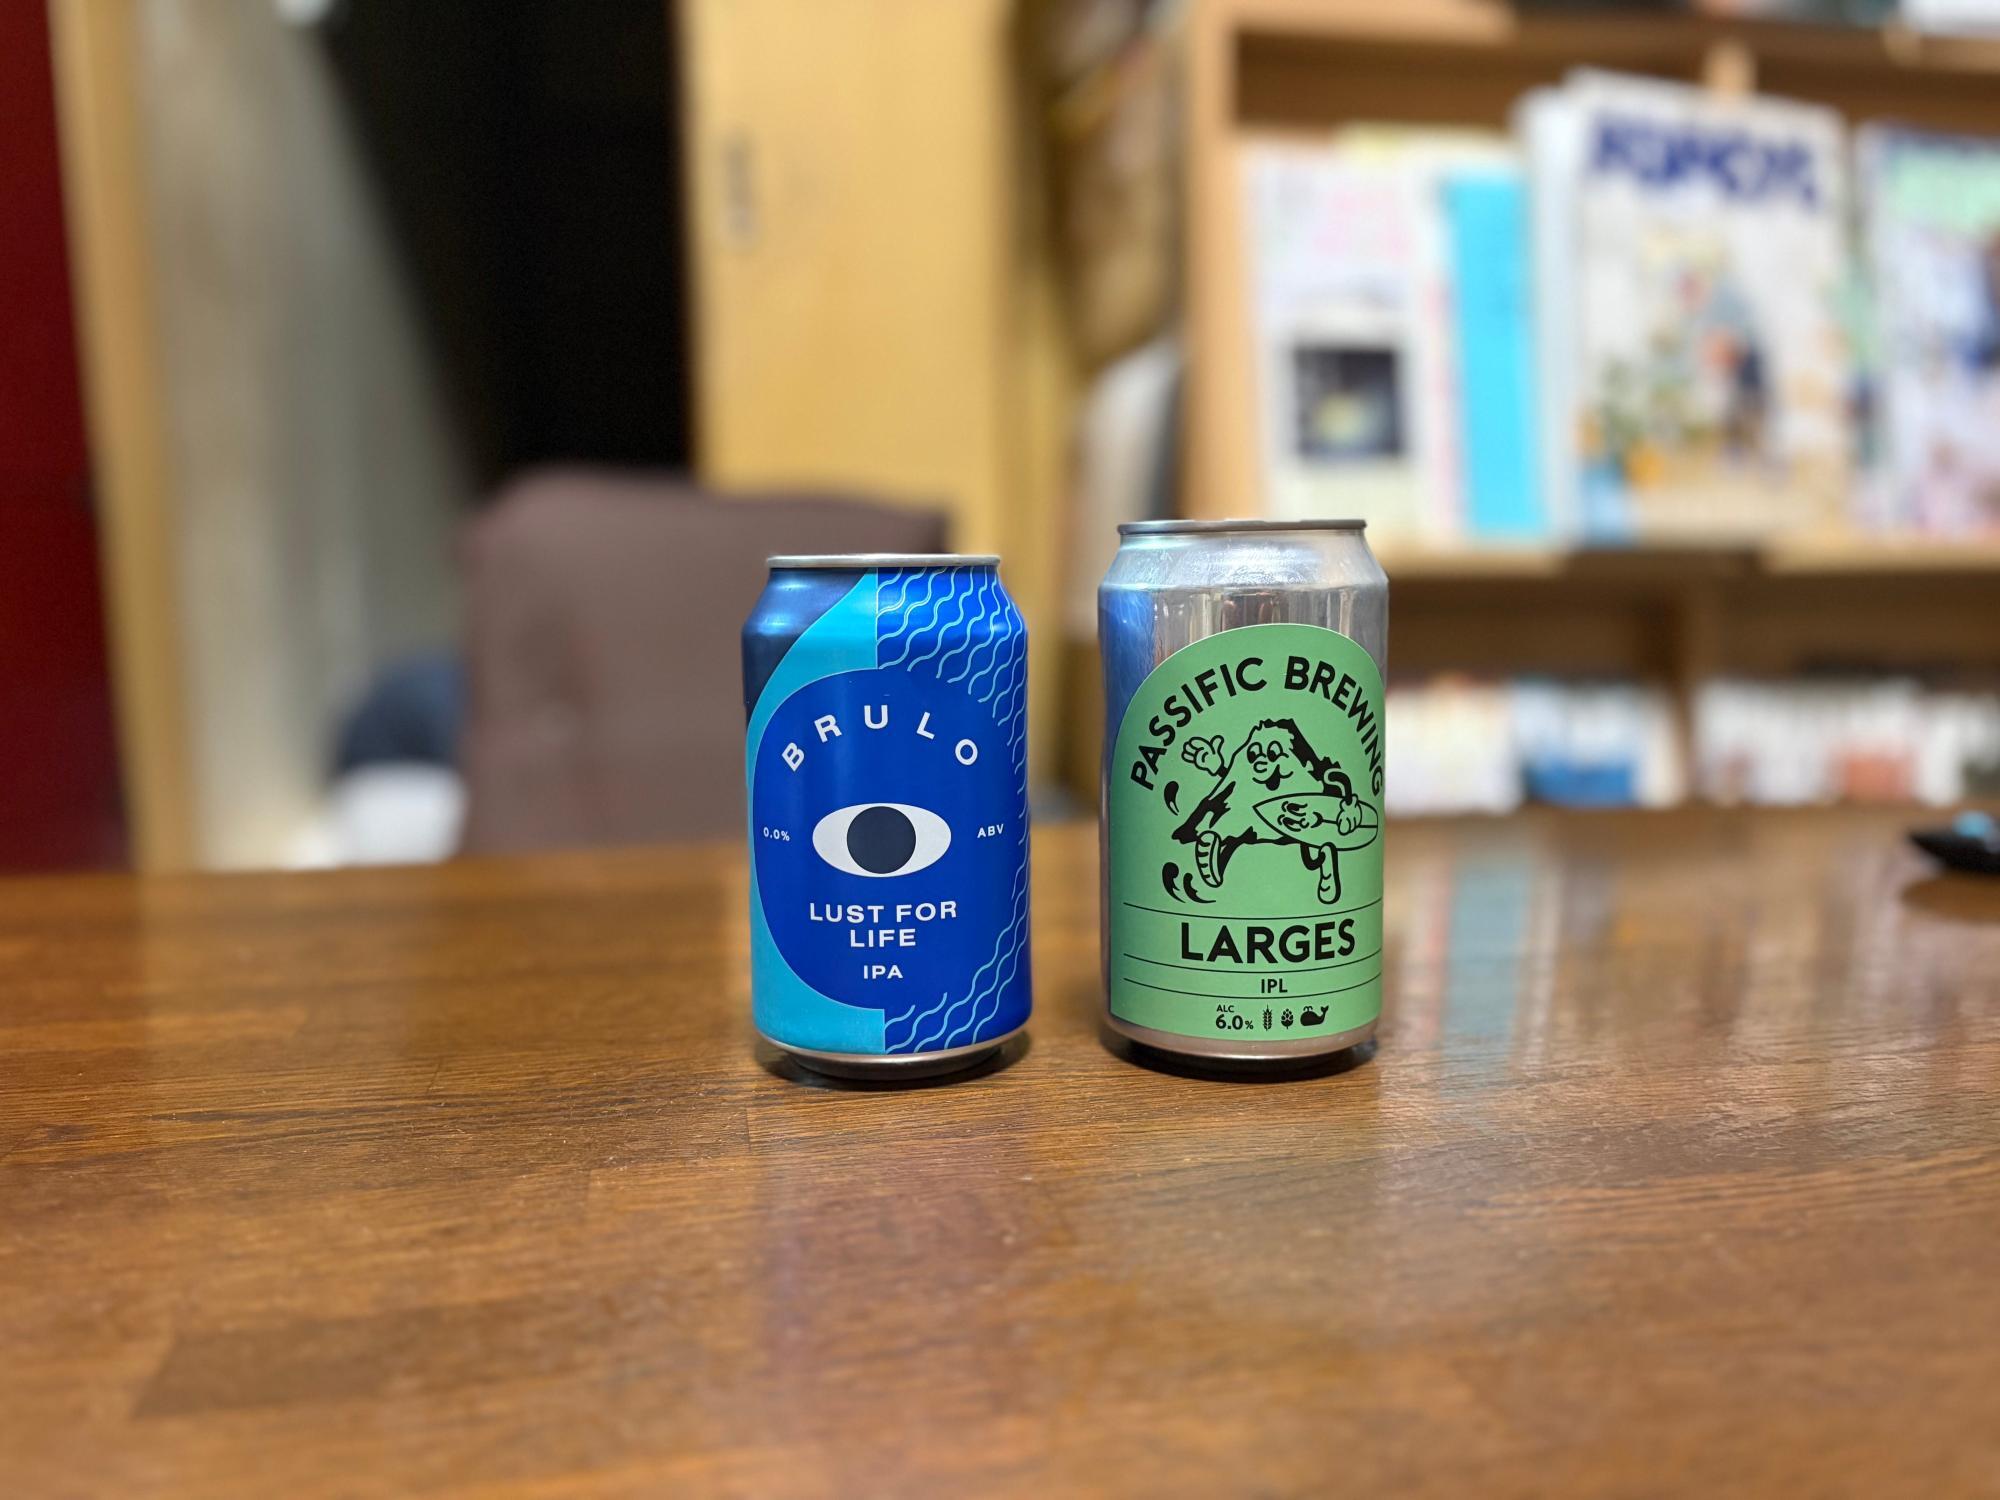 BRULO
0.0%
ABV
LUST FOR
LIFE
IPA
PASSIFIC BREWING
LARGES
IPL
ALC
6.0%